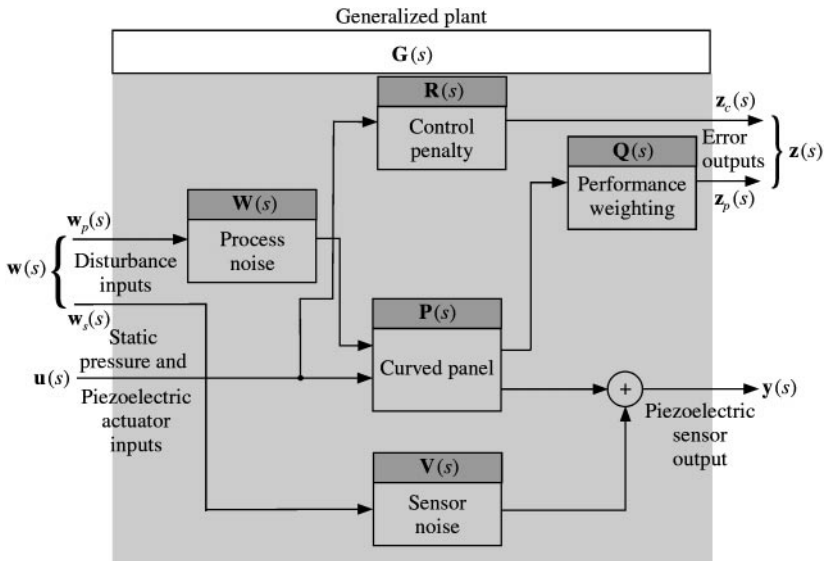 Generalized plant
G(s)
R(s)
Control
penalty
z_c(s)
Error
outputs
z(s)
z_p(s)
Q(s)
Performance
weighting
W(s)
Process
noise
w_p(s)
Disturbance
inputs
w(s)
w_s(s)
Static
pressure and
u(s)
Piezoelectric
actuator
inputs
P(s)
Curved panel
+
y(s)
Piezoelectric
sensor
output
V(s)
Sensor
noise